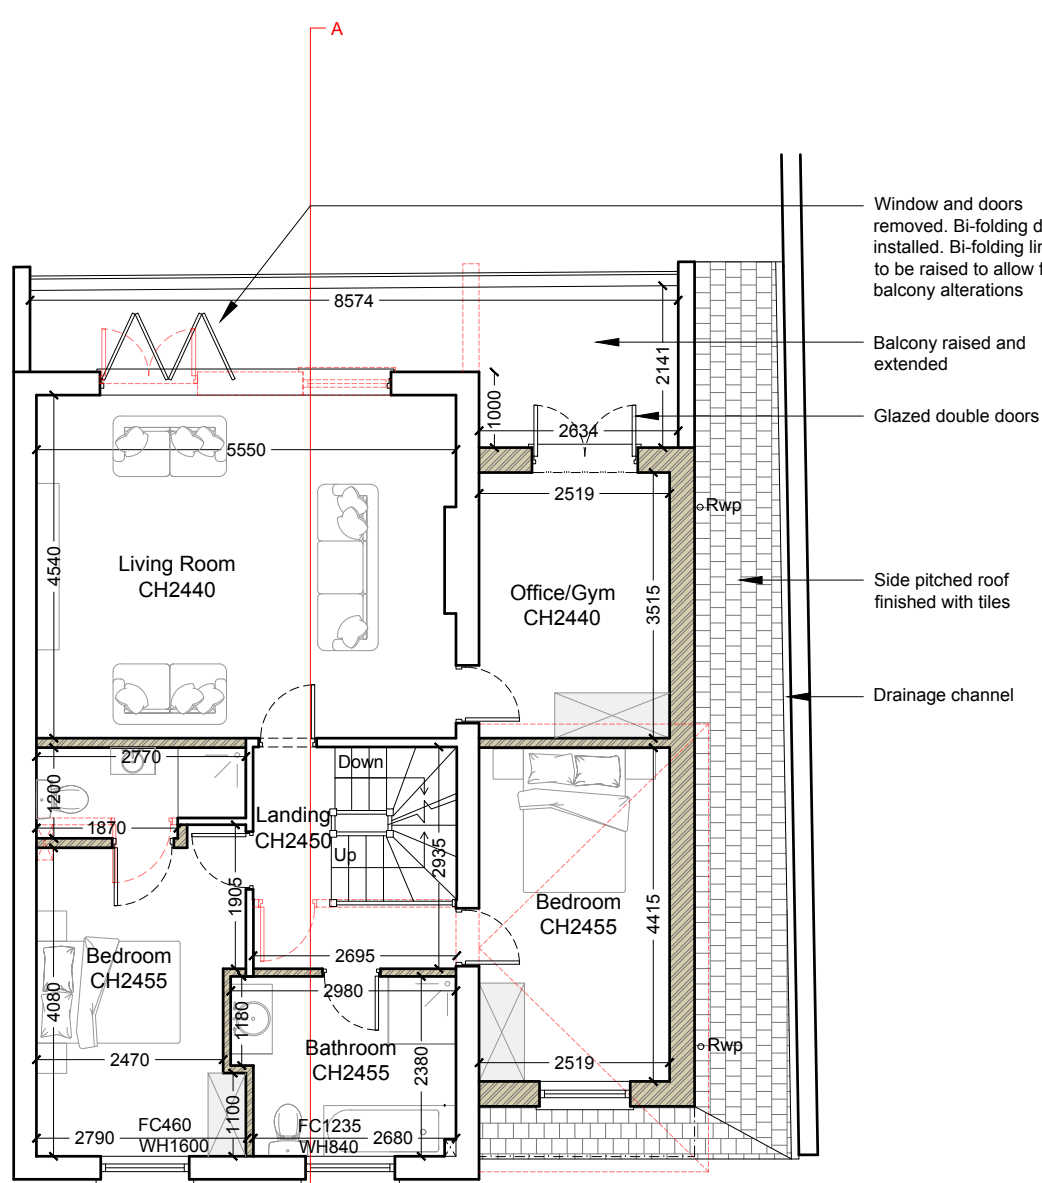 A
Window and doors
removed. Bi-folding d
installed. Bi-folding
to be raised to allow
balcony alterations
8574
Balcony raised and
extended
2141
1000
Glazed double doors
2634
5550
2519
Rwp
4540
Living Room
CH2440
Office/Gym
CH2440
3515
Side pitched roof
finished with tiles
Drainage channel
2770
Down
1200
1870
Landing
CH2450
2935
Up
1905
Bedroom
CH2455
4415
2695
Bedroom
CH2455
2980
4080
1180
Bathroom
CH2455
2380
2470
2519
Rwp
1100
FC460
WH1600
FC1235
WH840
2790
2680